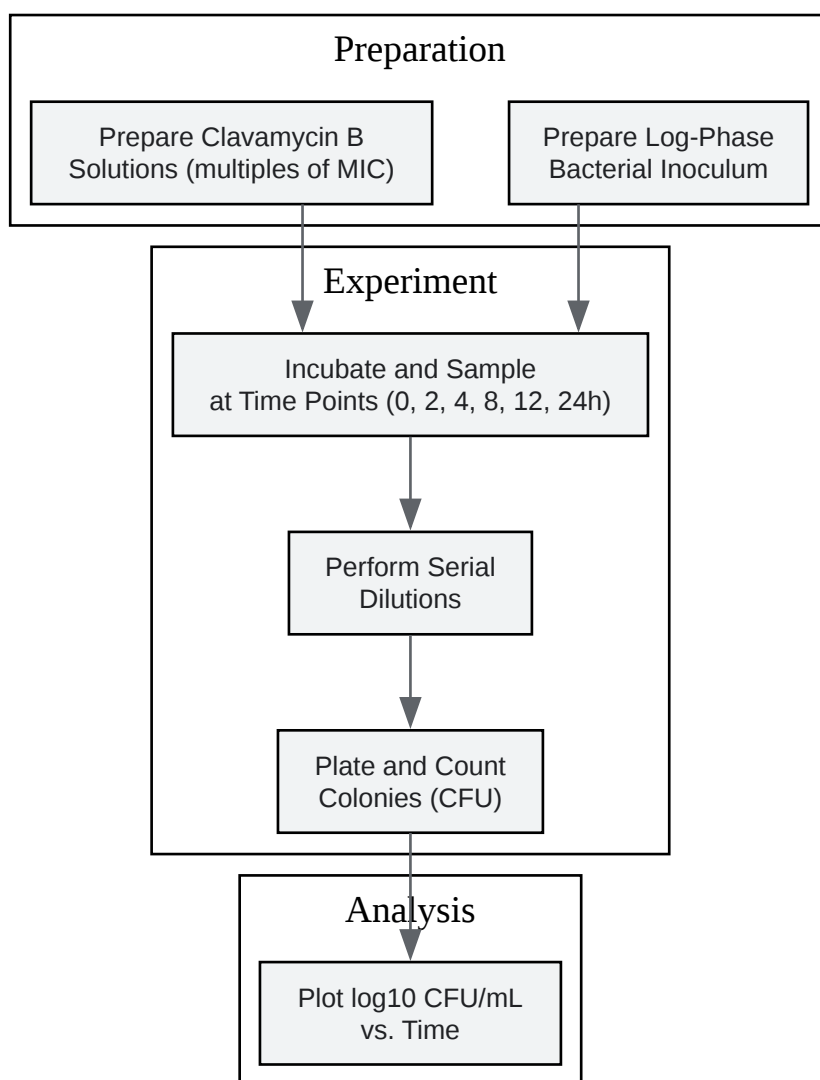 Preparation
Prepare Clavamycin B
Solutions (multiples of MIC)
Prepare Log-Phase
Bacterial Inoculum
Experiment
Incubate and Sample
at Time Points (0, 2, 4, 8, 12, 24h)
Perform Serial
Dilutions
Plate and Count
Colonies (CFU)
Analysis
Plot log10 CFU/mL
vs. Time